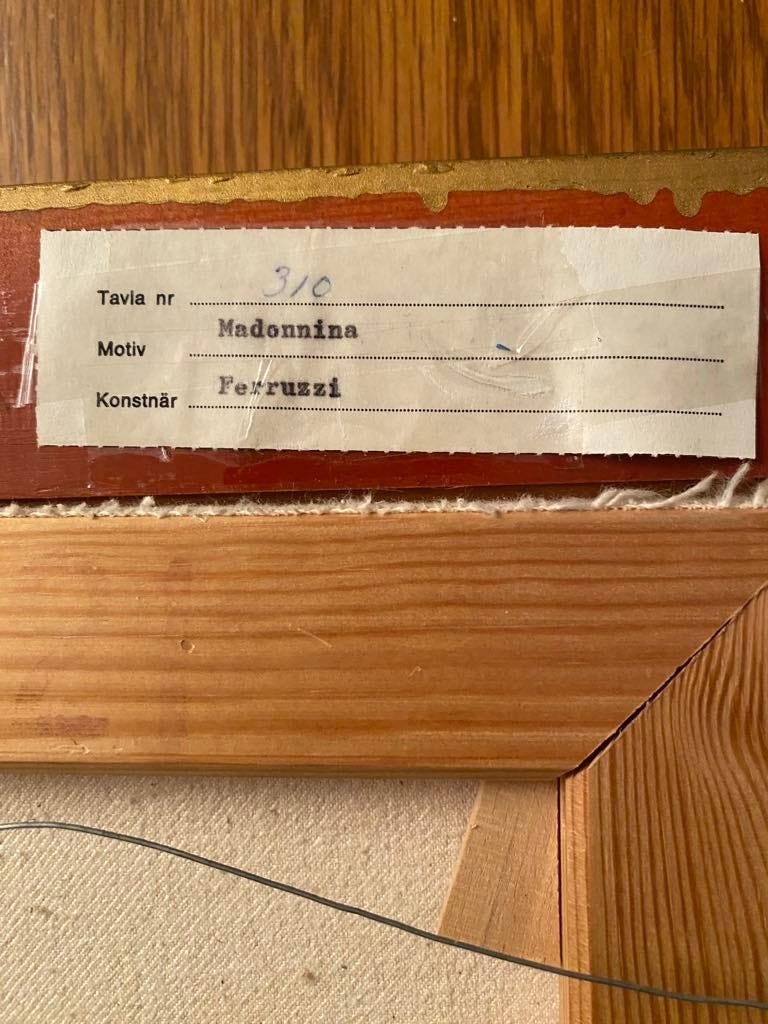 Tavla nr 310
Motiv Madonnina
Konstnär Ferruzzi